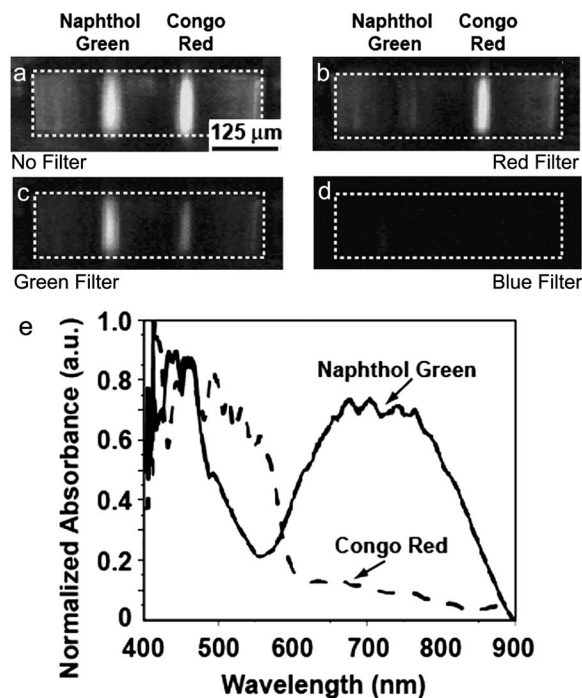 Naphthol Green
Congo Red
Naphthol Green
Congo Red
a
125 μm
No Filter
b
Red Filter
c
Green Filter
d
Blue Filter
e
Normalized Absorbance (a.u.)
1.0
0.8
0.6
0.4
0.2
0
Naphthol Green
Congo Red
400
500
600
700
800
900
Wavelength (nm)